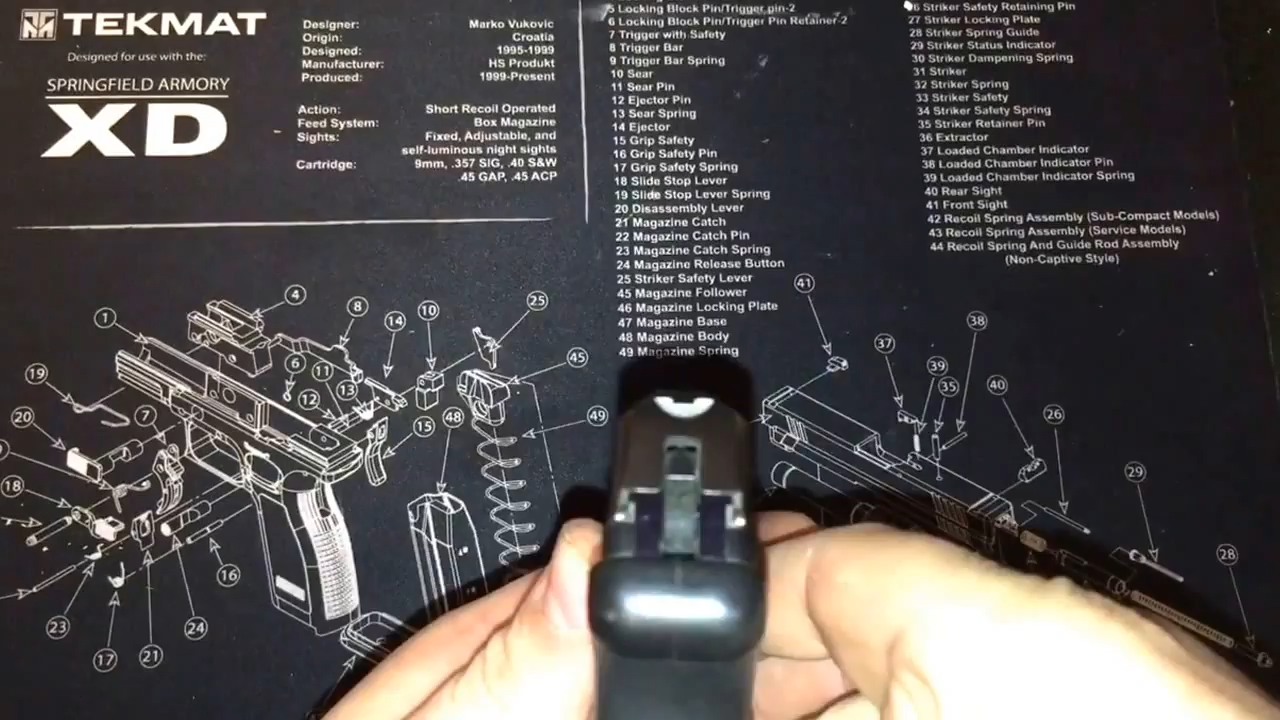 TM TEKMAT
Designed for use with the:
SPRINGFIELD ARMORY
XD
Designer: Marko Vukovic
Origin: Croatia
Designed: 1995-1999
Manufacturer: HS Produkt
Produced: 1999-Present
Action: Short Recoil Operated
Feed System: Box Magazine
Sights: Fixed, Adjustable, and
self-luminous night sights
Cartridge: 9mm, .357 SIG, .40 S&W
.45 GAP, .45 ACP
5 Locking Block Pin/Trigger pin-2
6 Locking Block Pin/Trigger Pin Retainer-2
7 Trigger with Safety
8 Trigger Bar
9 Trigger Bar Spring
10 Sear
11 Sear Pin
12 Ejector Pin
13 Sear Spring
14 Ejector
15 Grip Safety
16 Grip Safety Pin
17 Grip Safety Spring
18 Slide Stop Lever
19 Slide Stop Lever Spring
20 Disassembly Lever
21 Magazine Catch
22 Magazine Catch Pin
23 Magazine Catch Spring
24 Magazine Release Button
25 Striker Safety Lever
45 Magazine Follower
46 Magazine Locking Plate
47 Magazine Base
48 Magazine Body
49 Magazine Spring
26 Striker Safety Retaining Pin
27 Striker Locking Plate
28 Striker Spring Guide
29 Striker Status Indicator
30 Striker Dampening Spring
31 Striker
32 Striker Spring
33 Striker Safety
34 Striker Safety Spring
35 Striker Retainer Pin
36 Extractor
37 Loaded Chamber Indicator
38 Loaded Chamber Indicator Pin
39 Loaded Chamber Indicator Spring
40 Rear Sight
41 Front Sight
42 Recoil Spring Assembly (Sub-Compact Models)
43 Recoil Spring Assembly (Service Models)
44 Recoil Spring And Guide Rod Assembly
(Non-Captive Style)
1
4
8
14
10
25
19
6
11
13
12
45
20
7
15
48
49
18
16
23
24
17
21
41
38
37
39
35
40
26
29
28